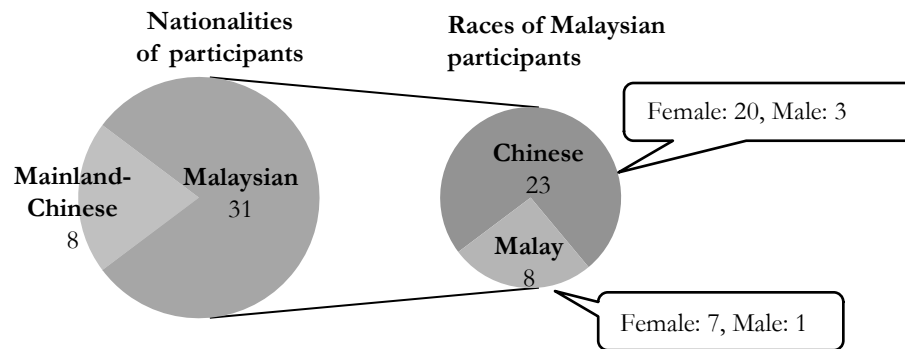 Nationalities
of participants
Races of Malaysian
participants
Female: 20, Male: 3
Chinese
23
Mainland-
Chinese
8
Malaysian
31
Malay
8
Female: 7, Male: 1